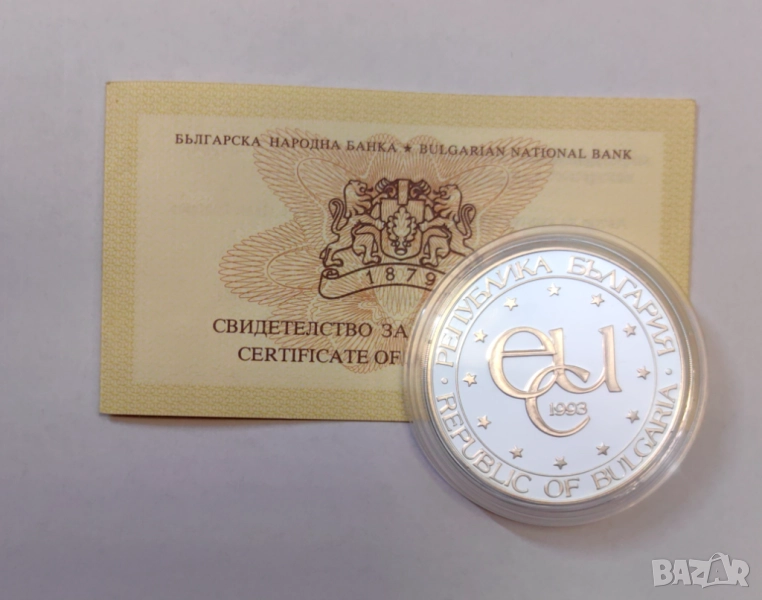 БЪЛГАРСКА НАРОДНА БАНКА ★ BULGARIAN NATIONAL BANK
1879
СВИДЕТЕЛСТВО ЗА
CERTIFICATE OF
· РЕПУБЛИКА БЪЛГАРИЯ ·
ecu
1993
REPUBLIC OF BULGARIA
BAZAR